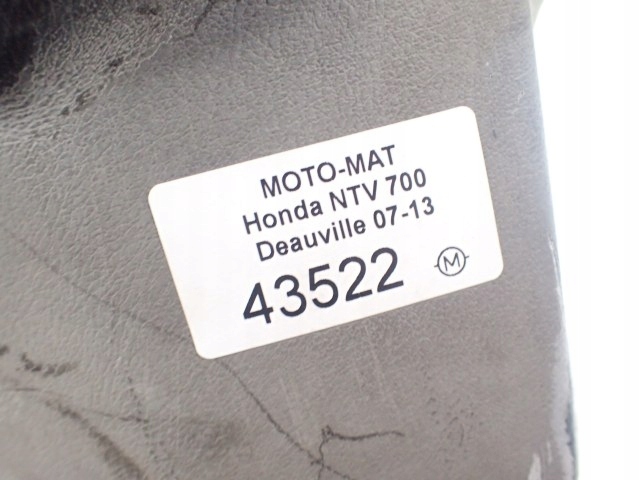 MOTO-MAT
Honda NTV 700
Deauville 07-13
43522 M